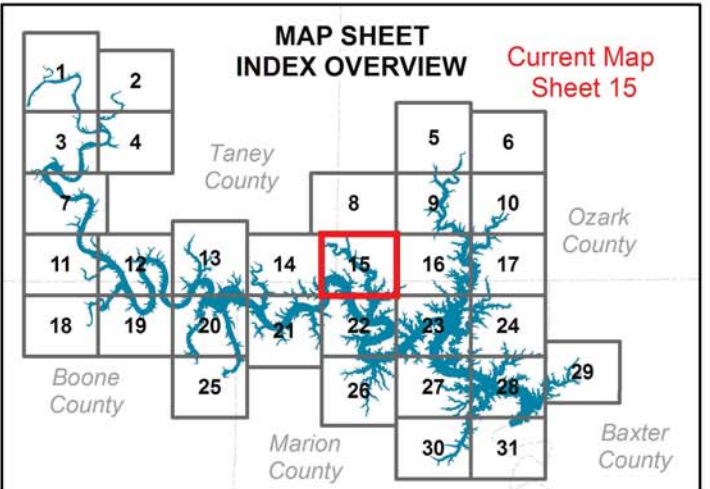 MAP SHEET
INDEX OVERVIEW
Current Map
Sheet 15
1
2
3
4
5
6
Taney
County
7
8
9
10
Ozark
County
11
12
13
14
15
16
17
18
19
20
21
22
23
24
Boone
County
25
26
27
28
29
Marion
County
30
31
Baxter
County